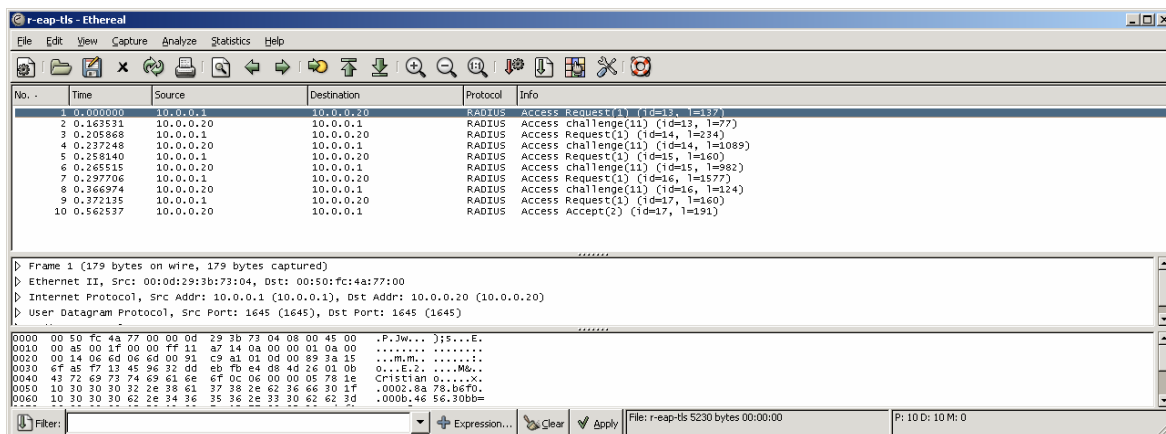 r-eap-tls - Ethereal
File Edit View Capture Analyze Statistics Help
No. - Time Source Destination Protocol Info
1 0.000000 10.0.0.1 10.0.0.20 RADIUS Access Request(1) (id=13, l=137)
2 0.163531 10.0.0.20 10.0.0.1 RADIUS Access challenge(11) (id=13, l=77)
3 0.205868 10.0.0.1 10.0.0.20 RADIUS Access Request(1) (id=14, l=234)
4 0.237248 10.0.0.20 10.0.0.1 RADIUS Access challenge(11) (id=14, l=1089)
5 0.258140 10.0.0.1 10.0.0.20 RADIUS Access Request(1) (id=15, l=160)
6 0.265515 10.0.0.20 10.0.0.1 RADIUS Access challenge(11) (id=15, l=982)
7 0.297706 10.0.0.1 10.0.0.20 RADIUS Access Request(1) (id=16, l=1577)
8 0.366974 10.0.0.20 10.0.0.1 RADIUS Access challenge(11) (id=16, l=124)
9 0.372135 10.0.0.1 10.0.0.20 RADIUS Access Request(1) (id=17, l=160)
10 0.562537 10.0.0.20 10.0.0.1 RADIUS Access Accept(2) (id=17, l=191)
Frame 1 (179 bytes on wire, 179 bytes captured)
Ethernet II, Src: 00:0d:29:3b:73:04, Dst: 00:50:fc:4a:77:00
Internet Protocol, Src Addr: 10.0.0.1 (10.0.0.1), Dst Addr: 10.0.0.20 (10.0.0.20)
User Datagram Protocol, Src Port: 1645 (1645), Dst Port: 1645 (1645)
0000 00 50 fc 4a 77 00 00 0d 29 3b 73 04 08 00 45 00 .P.Jw... );s...E.
0010 00 a5 00 1f 00 00 ff 11 a7 14 0a 00 00 01 0a 00 ........ ........
0020 00 14 06 6d 06 6d 00 91 c9 a1 01 0d 00 89 3a 15 ...m.m.. ......:.
0030 6f a5 f7 13 45 96 32 dd eb fb e4 d8 4d 26 01 0b o...E.2. ....M&..
0040 43 72 69 73 74 69 61 6e 6f 0c 06 00 00 05 78 1e Cristian o.....x.
0050 10 30 30 30 32 2e 38 61 37 38 2e 62 36 66 30 1f .0002.8a 78.b6f0.
0060 10 30 30 30 62 2e 34 36 35 36 2e 33 30 62 62 3d .000b.46 56.30bb=
Filter: Expression... Clear Apply File: r-eap-tls 5230 bytes 00:00:00 P: 10 D: 10 M: 0